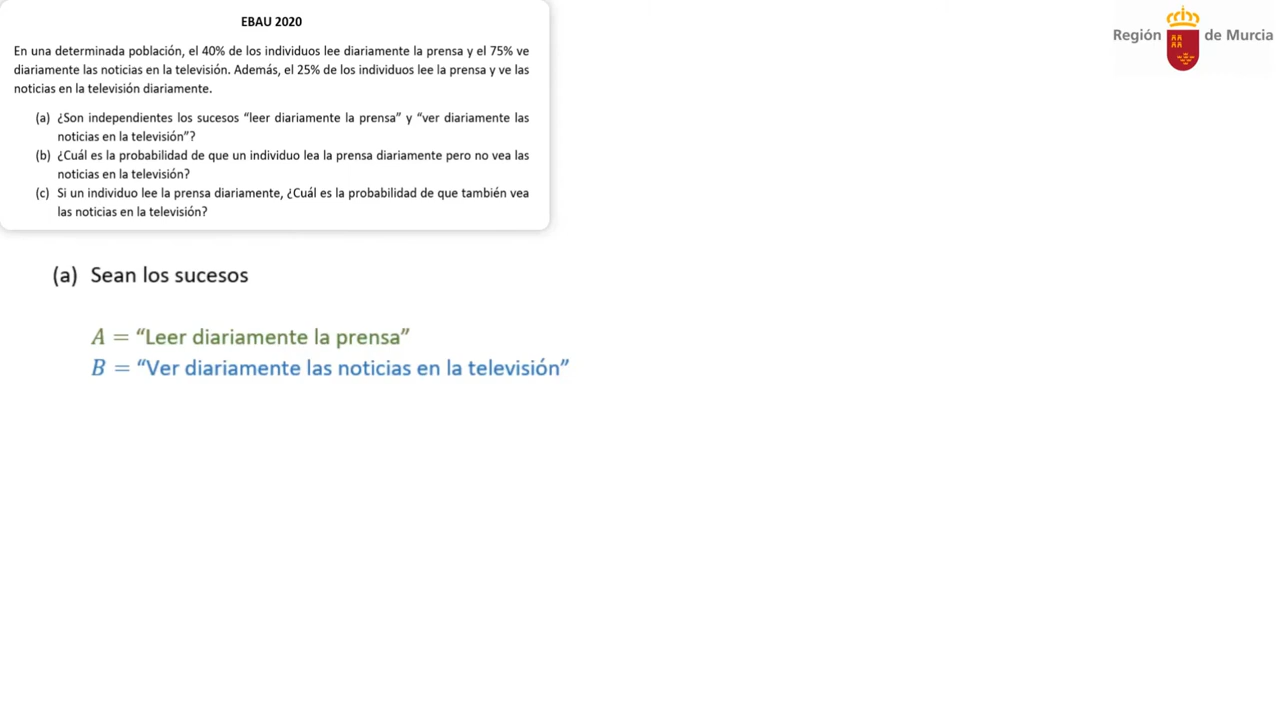 EBAU 2020
En una determinada población, el 40% de los individuos lee diariamente la prensa y el 75% ve
diariamente las noticias en la televisión. Además, el 25% de los individuos lee la prensa y ve las
noticias en la televisión diariamente.
(a) ¿Son independientes los sucesos “leer diariamente la prensa” y “ver diariamente las
noticias en la televisión”?
(b) ¿Cuál es la probabilidad de que un individuo lea la prensa diariamente pero no vea las
noticias en la televisión?
(c) Si un individuo lee la prensa diariamente, ¿Cuál es la probabilidad de que también vea
las noticias en la televisión?
Región de Murcia
(a) Sean los sucesos
A = “Leer diariamente la prensa”
B = “Ver diariamente las noticias en la televisión”